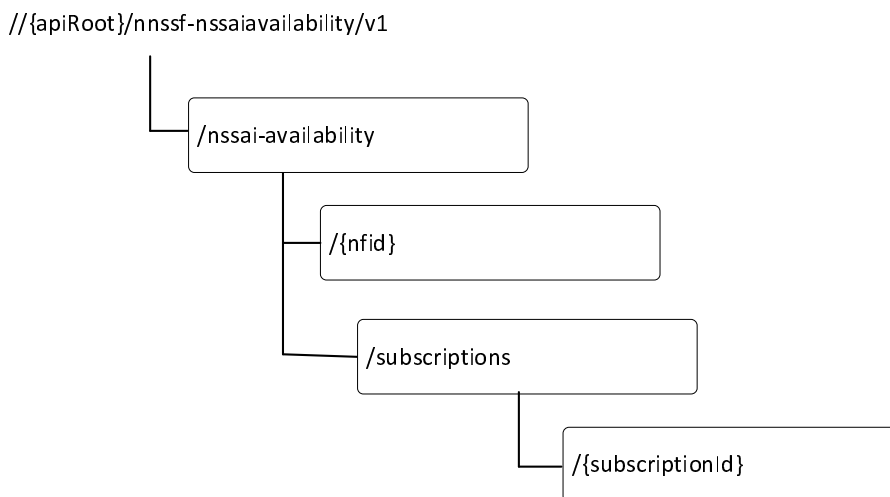 //{apiRoot}/nnssf-nssaiavailability/v1
/nssai-availability
/{nfid}
/subscriptions
/{subscriptionId}